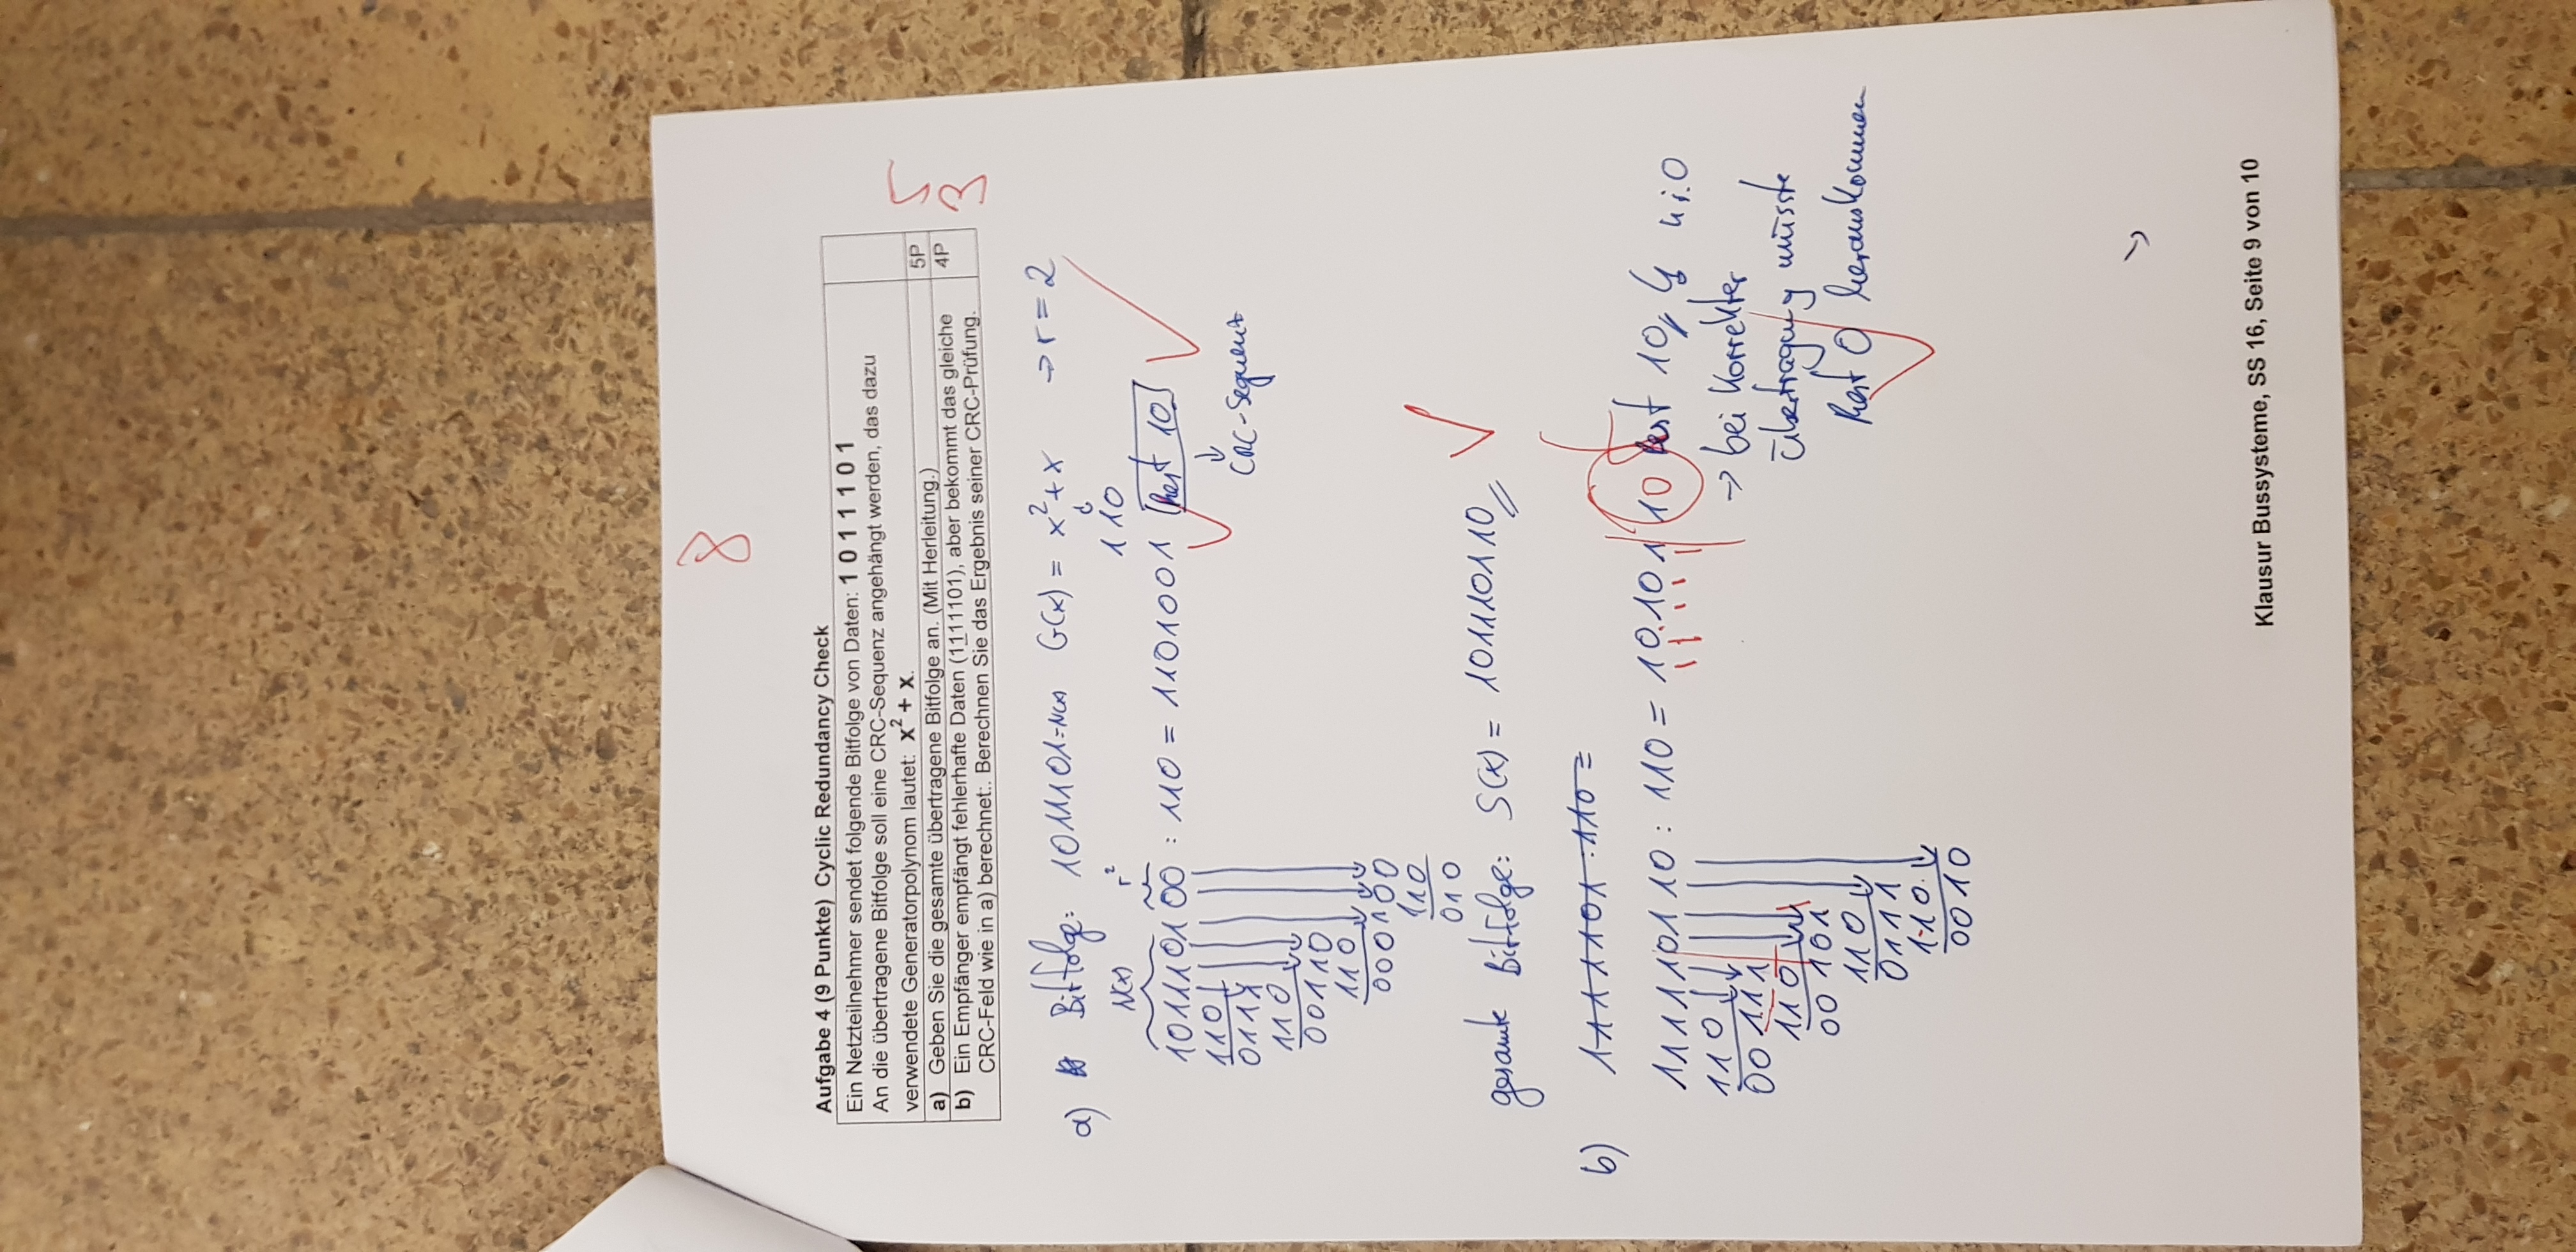 8
Aufgabe 4 (9 Punkte) Cyclic Redundancy Check
Ein Netzteilnehmer sendet folgende Bitfolge von Daten: 1 0 1 1 1 0 1
An die übertragene Bitfolge soll eine CRC-Sequenz angehängt werden, das dazu
verwendete Generatorpolynom lautet: x² + x.
a) Geben Sie die gesamte übertragene Bitfolge an. (Mit Herleitung.) 5P 5
b) Ein Empfänger empfängt fehlerhafte Daten (1111101), aber bekommt das gleiche 4P 3
CRC-Feld wie in a) berechnet:. Berechnen Sie das Ergebnis seiner CRC-Prüfung.
a) Bitfolge: 1011101=N(x) G(x) = x²+x → r = 2
110
N(x) r²
101110100 : 110 = 1101001 Rest 10
110 CRC-Sequenz
0111
110
00110
110
000100
110
010
gesamte Bitfolge: S(x) = 101110110
b) 1111101:110=
111110110 : 110 = 10101 10 Rest 10, n.i.O
110 → bei Korrekter
00111 übertragung müsste
110 Rest 0 herauskommen
00101
110
0111
110
0010
Klausur Bussysteme, SS 16, Seite 9 von 10